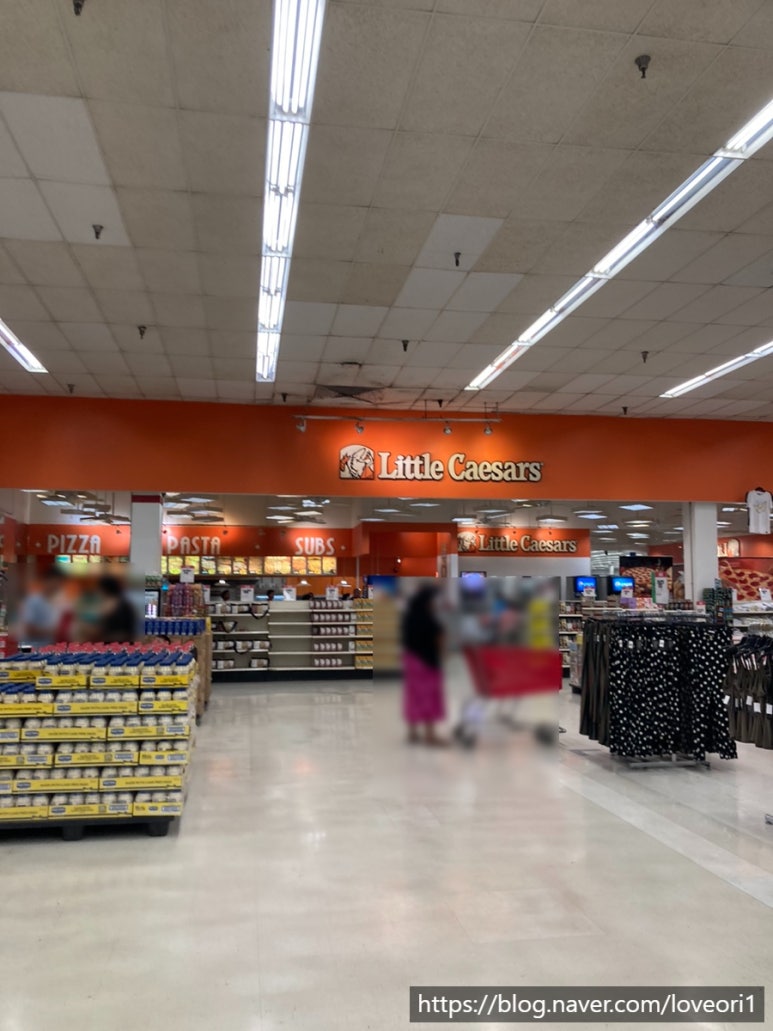 Little Caesars
PIZZA
PASTA
SUBS
Little Caesars
https://blog.naver.com/loveori1